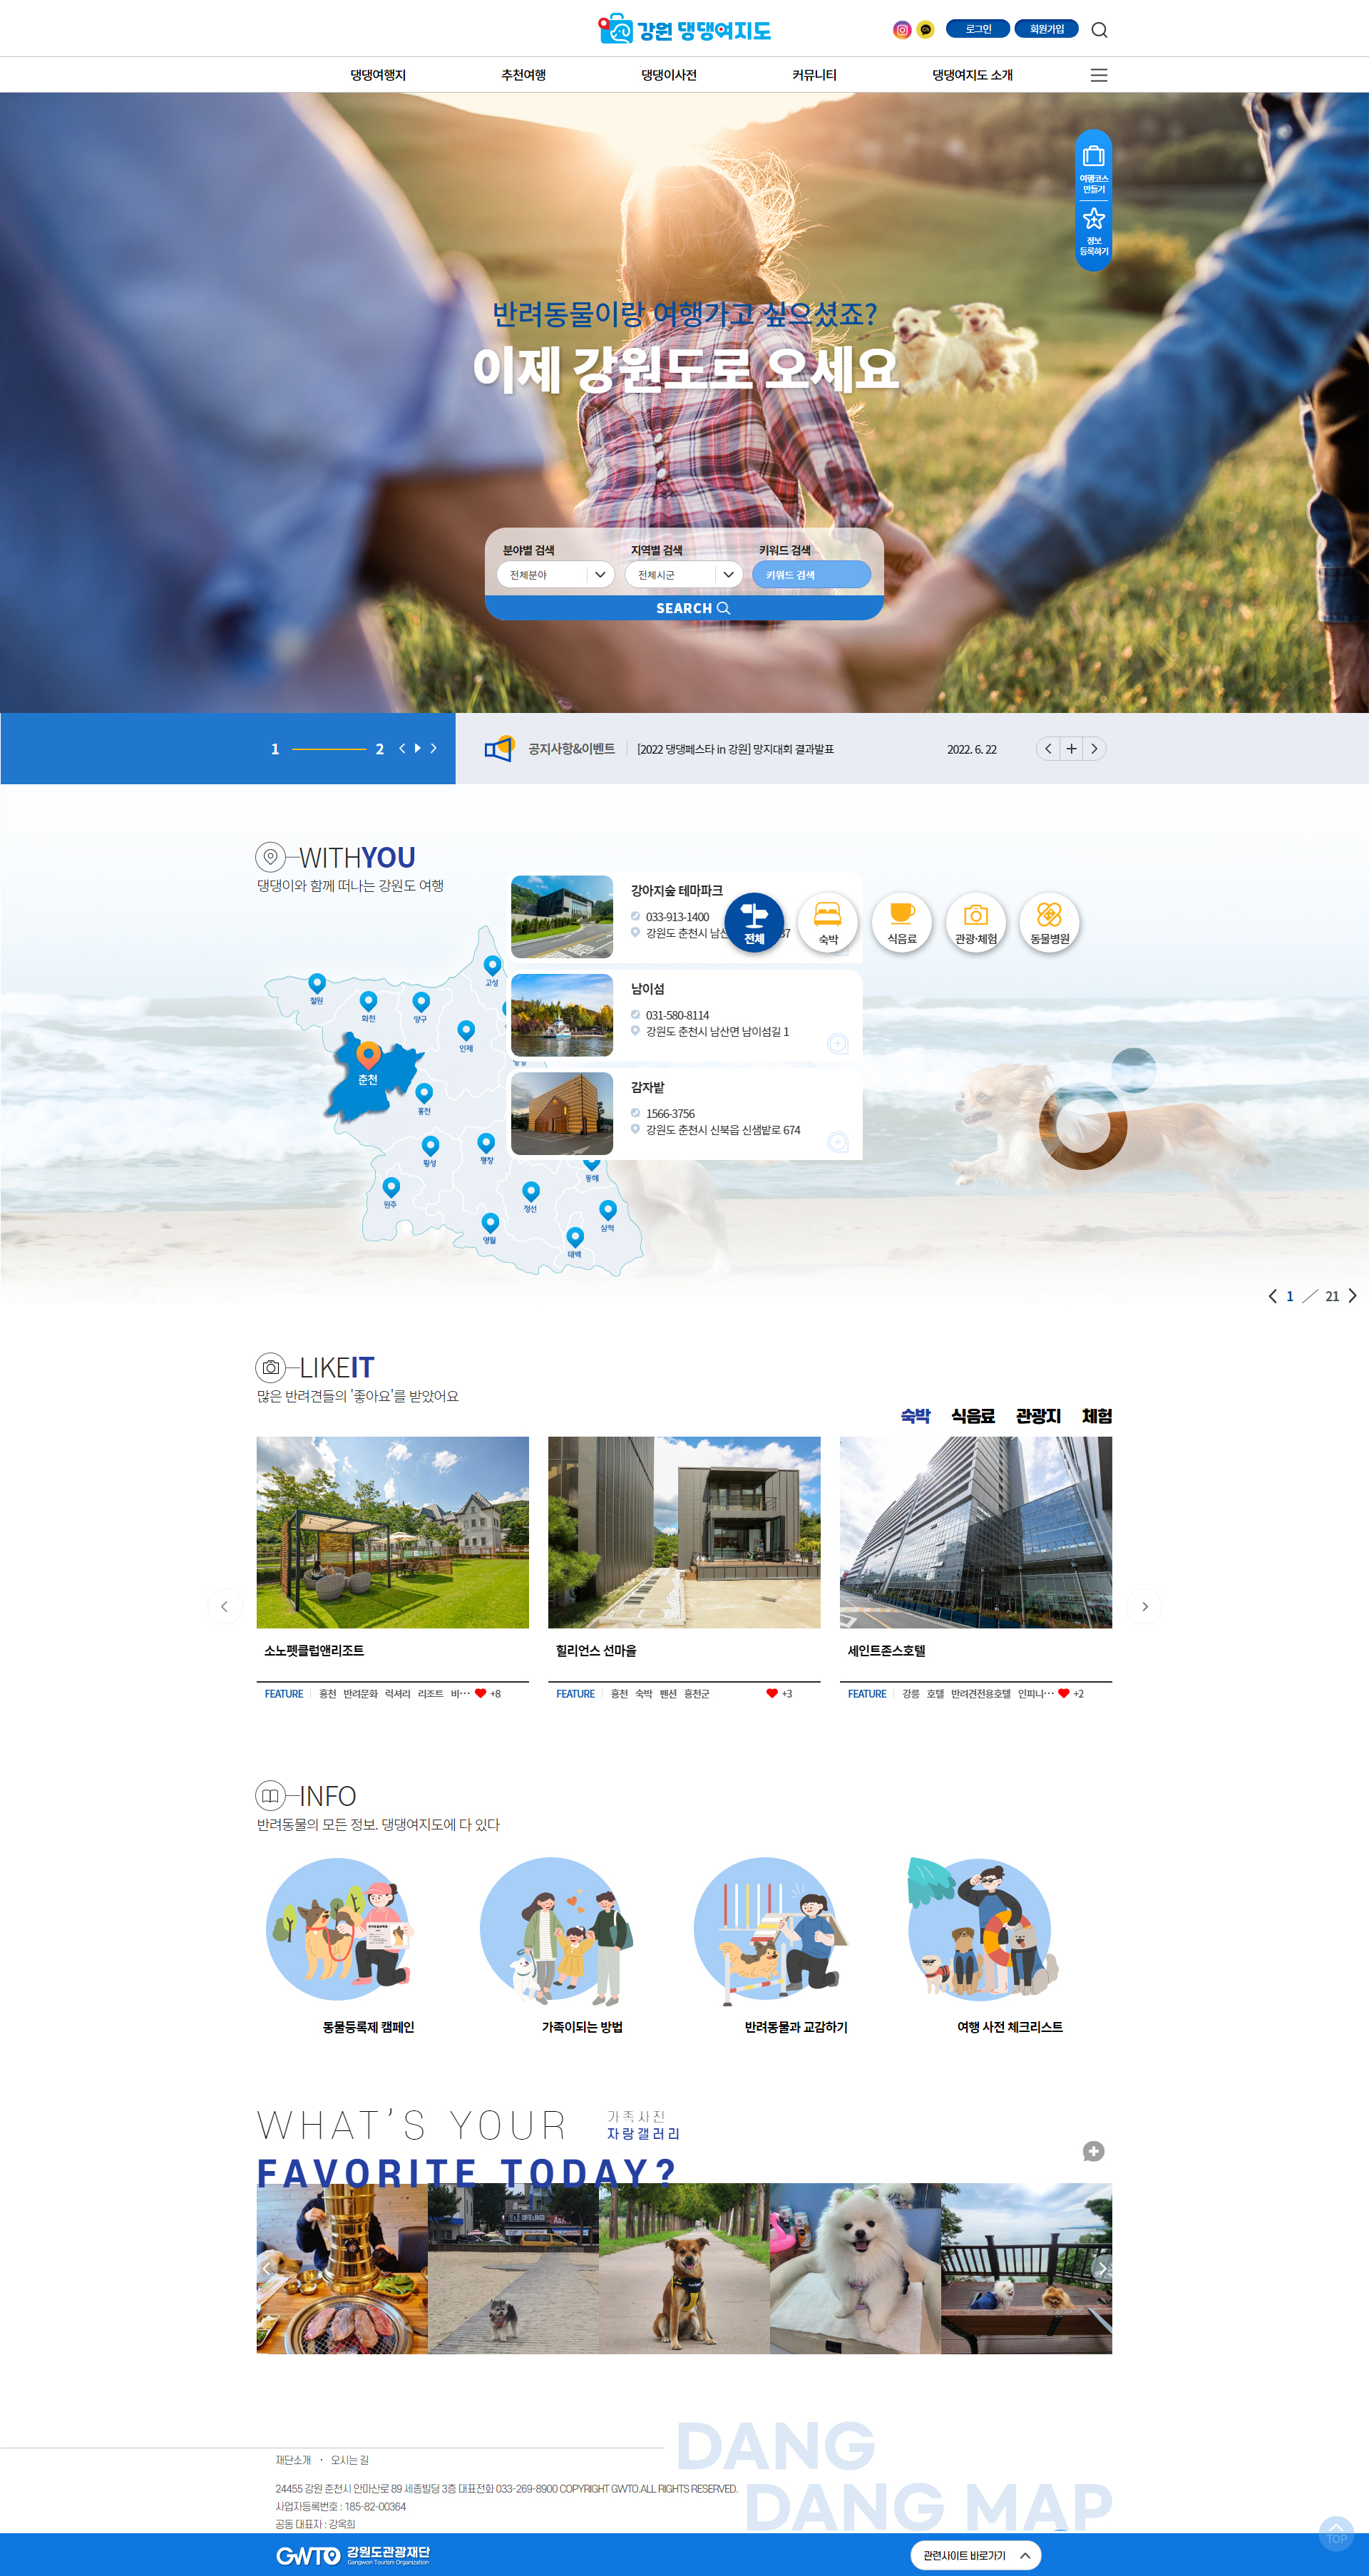 강원 댕댕여지도
로그인
회원가입
댕댕여행지
추천여행
댕댕이사전
커뮤니티
댕댕여지도 소개
여행코스
만들기
정보
등록하기
반려동물이랑 여행가고 싶으셨죠?
이제 강원도로 오세요
분야별 검색
지역별 검색
키워드 검색
전체분야
전체시군
키워드 검색
SEARCH
1
2
공지사항&이벤트
[2022 댕댕페스타 in 강원] 망지대회 결과발표
2022. 6. 22
WITHYOU
댕댕이와 함께 떠나는 강원도 여행
강아지숲 테마파크
033-913-1400
강원도 춘천시 남산
전체
숙박
식음료
관광·체험
동물병원
남이섬
031-580-8114
강원도 춘천시 남산면 남이섬길 1
감자밭
1566-3756
강원도 춘천시 신북읍 신샘밭로 674
고성
철원
화천
양구
인제
춘천
홍천
횡성
평창
동해
원주
정선
삼척
영월
태백
1
21
LIKEIT
많은 반려견들의 '좋아요'를 받았어요
숙박
식음료
관광지
체험
소노펫클럽앤리조트
힐리언스 선마을
세인트존스호텔
FEATURE 홍천 반려문화 럭셔리 리조트 비··· +8
FEATURE 홍천 숙박 펜션 홍천군 +3
FEATURE 강릉 호텔 반려견전용호텔 인피니··· +2
INFO
반려동물의 모든 정보. 댕댕여지도에 다 있다
동물등록제 캠페인
가족이되는 방법
반려동물과 교감하기
여행 사전 체크리스트
WHAT'S YOUR
가족사진
자랑갤러리
FAVORITE TODAY?
DANG
DANG MAP
재단소개 · 오시는 길
24455 강원 춘천시 안마산로 89 세종빌딩 3층 대표전화 033-269-8900 COPYRIGHT GWTO.ALL RIGHTS RESERVED.
사업자등록번호 : 185-82-00364
공동 대표자 : 강옥희
TOP
GWTO 강원도관광재단
Gangwon Tourism Organization
관련사이트 바로가기